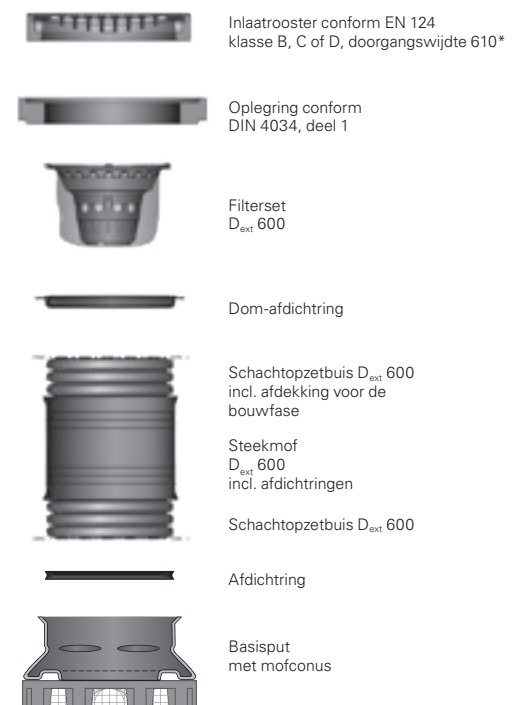 Inlaatrooster conform EN 124
klasse B, C of D, doorgangswijdte 610*
Oplegring conform
DIN 4034, deel 1
Filterset
Dext 600
Dom-afdichtring
Schachtopzetbuis Dext 600
incl. afdekking voor de
bouwfase
Steekmof
Dext 600
incl. afdichtringen
Schachtopzetbuis Dext 600
Afdichtring
Basisput
met mofconus